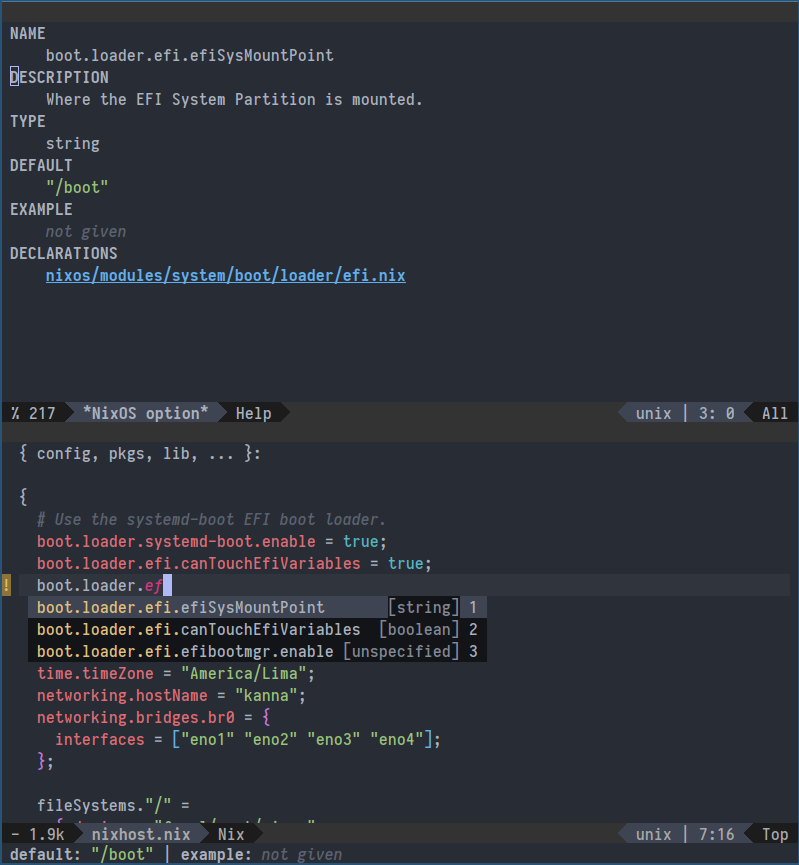 NAME
boot.loader.efi.efiSysMountPoint
DESCRIPTION
Where the EFI System Partition is mounted.
TYPE
string
DEFAULT
"/boot"
EXAMPLE
not given
DECLARATIONS
nixos/modules/system/boot/loader/efi.nix
% 217 *NixOS option* Help unix | 3: 0 All
{ config, pkgs, lib, ... }:
{
# Use the systemd-boot EFI boot loader.
boot.loader.systemd-boot.enable = true;
boot.loader.efi.canTouchEfiVariables = true;
! boot.loader.ef
boot.loader.efi.efiSysMountPoint [string] 1
boot.loader.efi.canTouchEfiVariables [boolean] 2
boot.loader.efi.efibootmgr.enable [unspecified] 3
time.timeZone = "America/Lima";
networking.hostName = "kanna";
networking.bridges.br0 = {
interfaces = ["eno1" "eno2" "eno3" "eno4"];
};
fileSystems."/" =
- 1.9k nixhost.nix Nix unix | 7:16 Top
default: "/boot" | example: not given